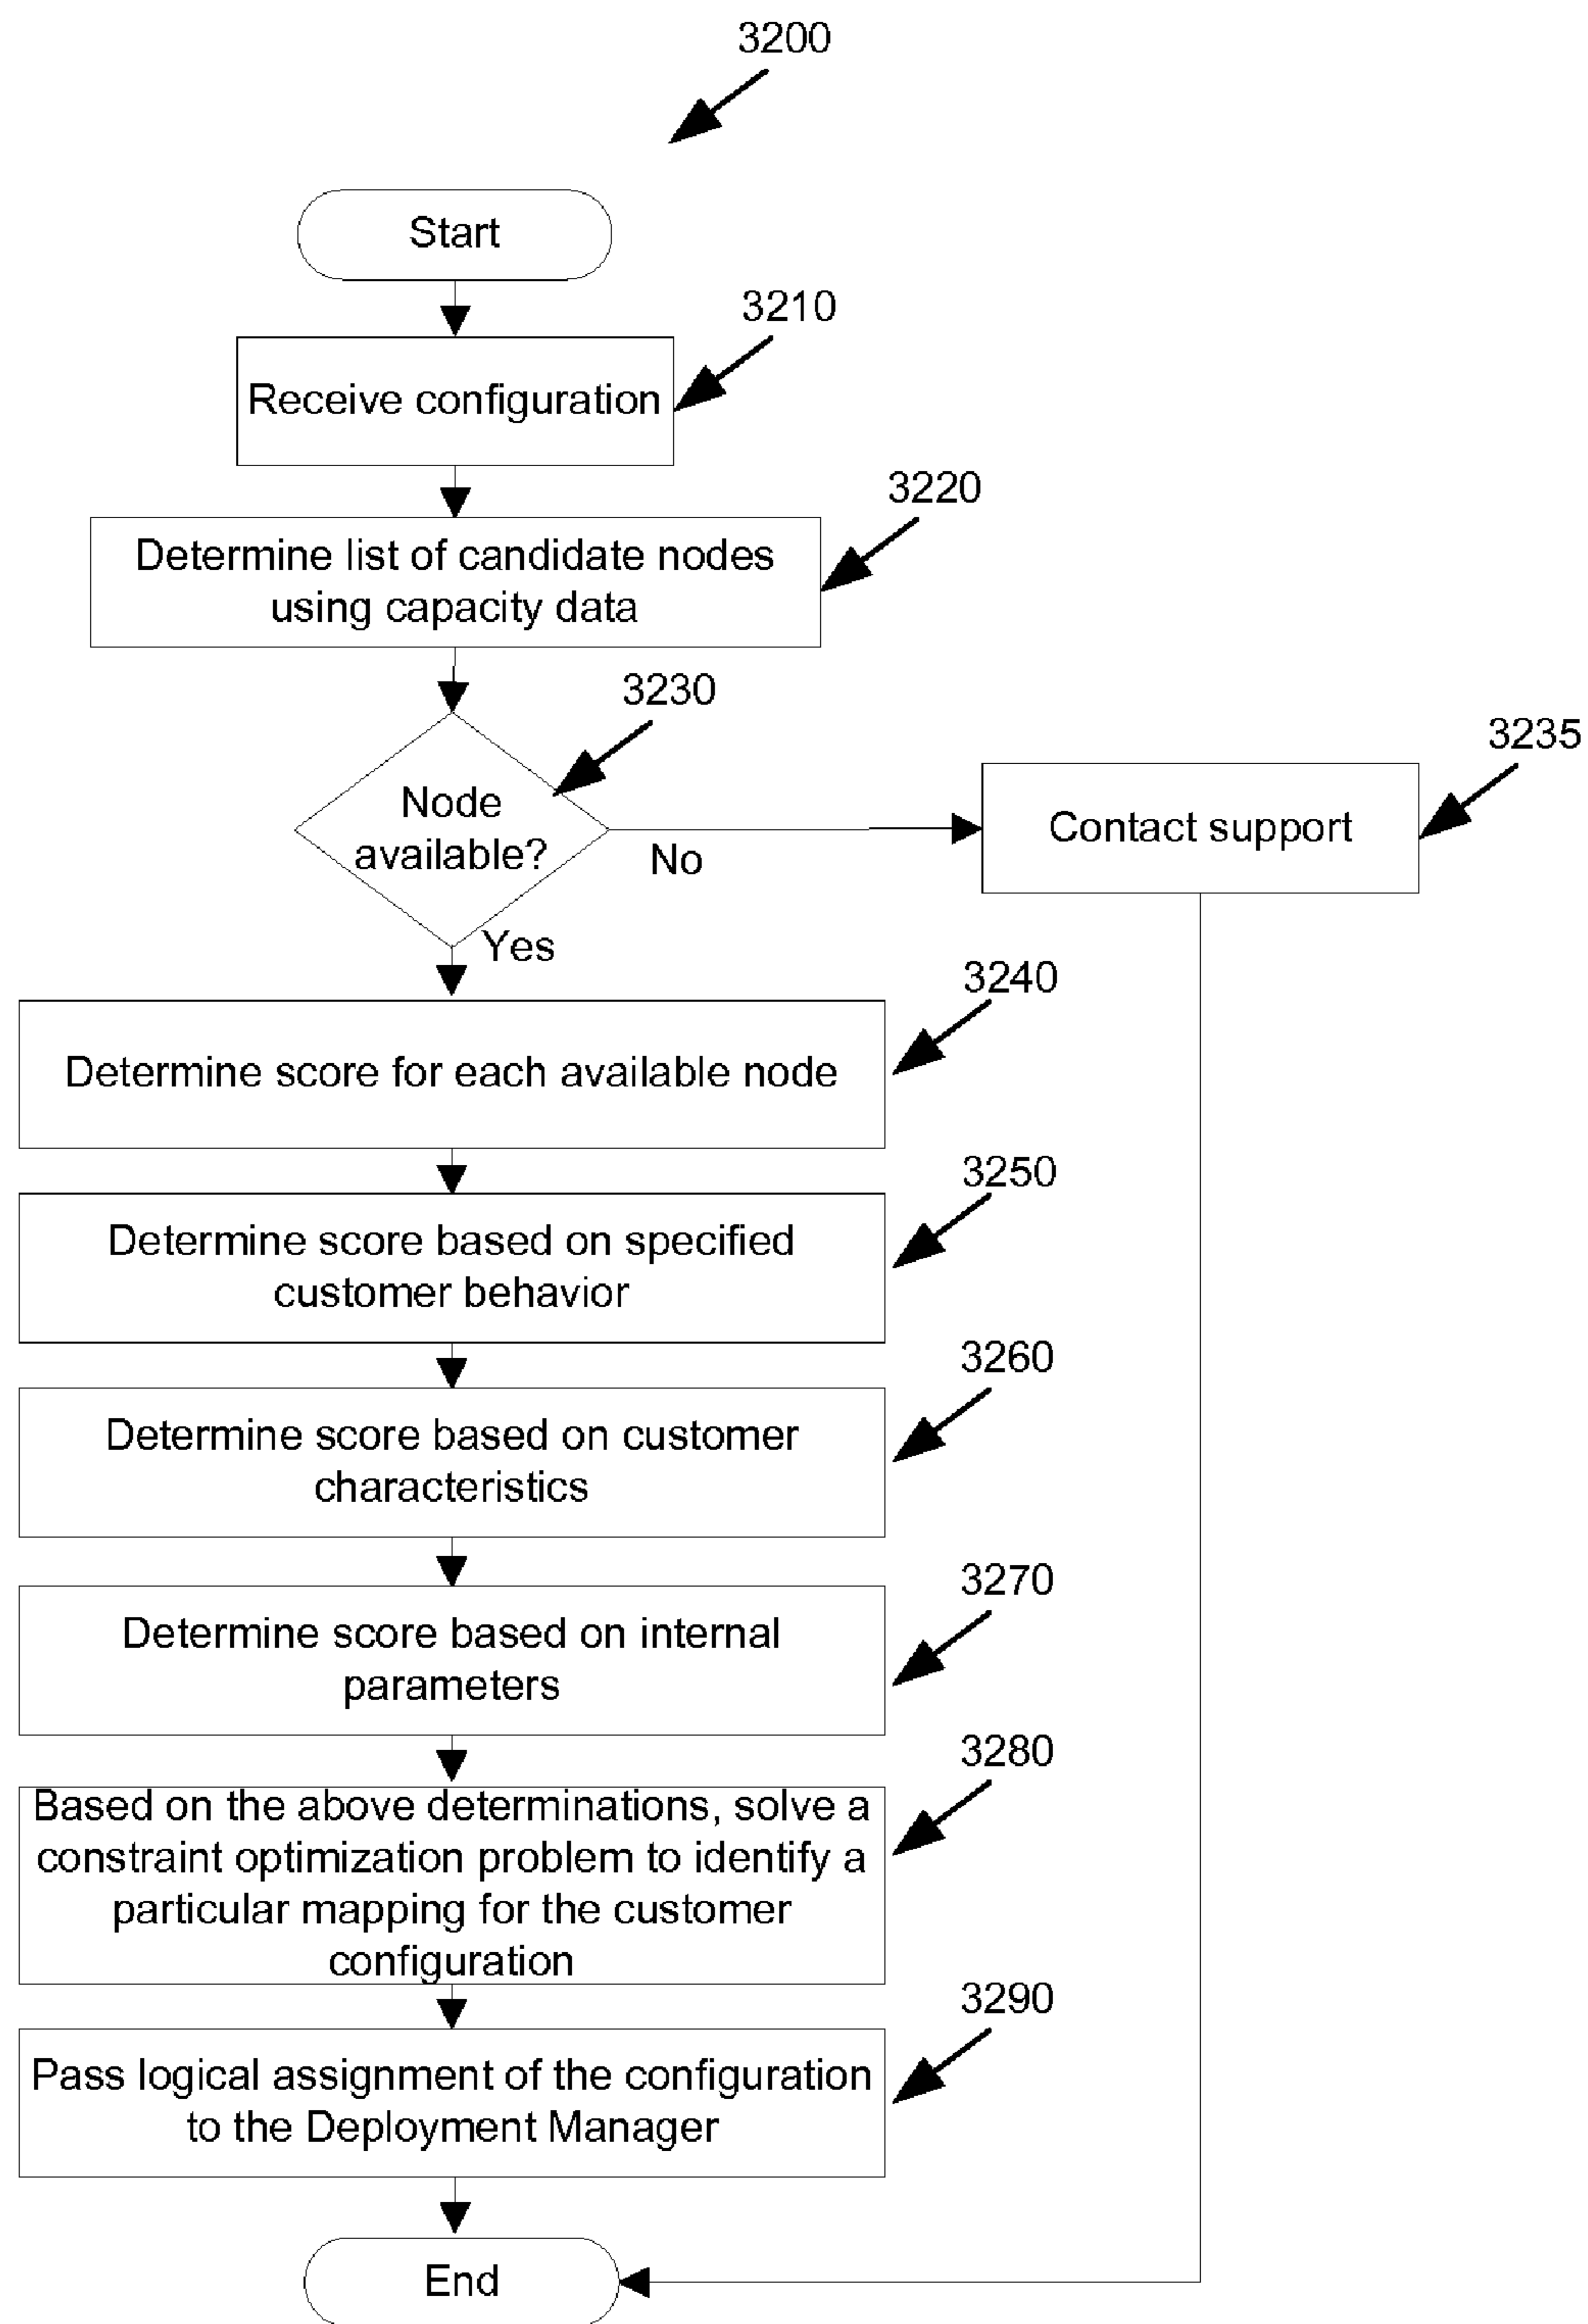 3200
Start
3210
Receive configuration
3220
Determine list of candidate nodes
using capacity data
3230
Node
available?
No
3235
Contact support
Yes
3240
Determine score for each available node
3250
Determine score based on specified
customer behavior
3260
Determine score based on customer
characteristics
3270
Determine score based on internal
parameters
3280
Based on the above determinations, solve a
constraint optimization problem to identify a
particular mapping for the customer
configuration
3290
Pass logical assignment of the configuration
to the Deployment Manager
End